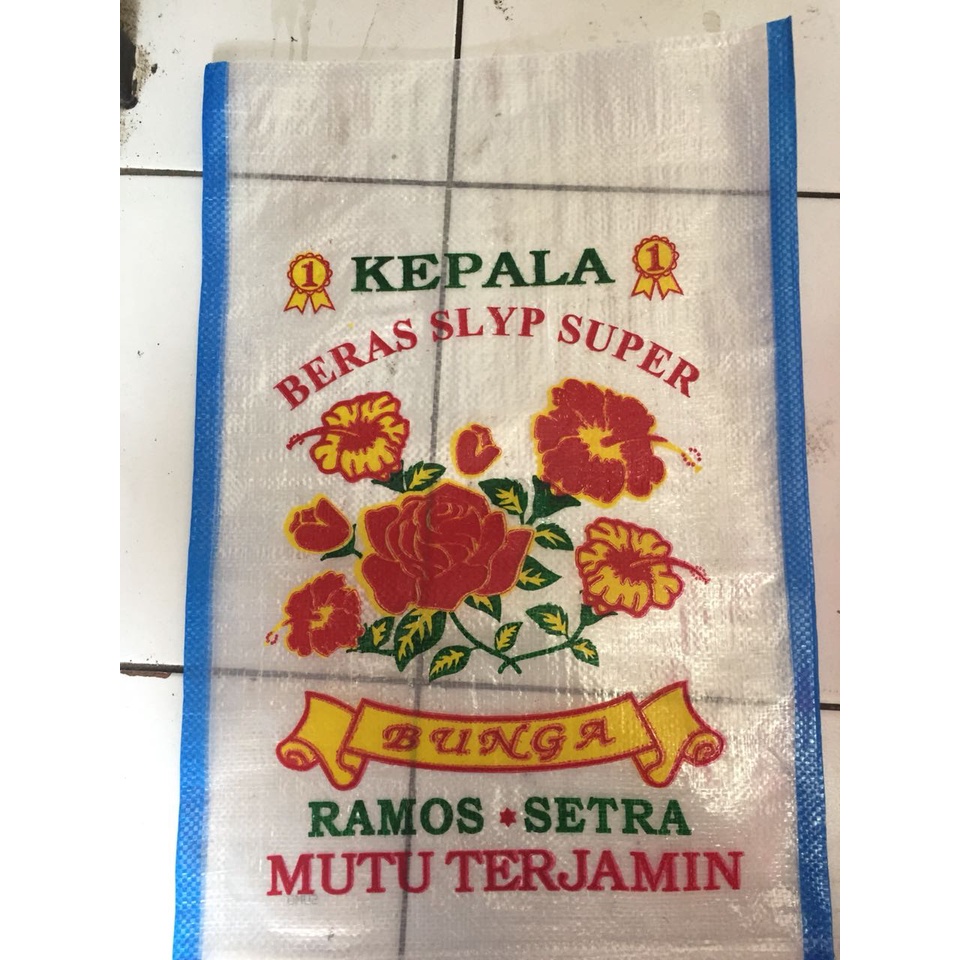 1 KEPALA 1
BERAS SLYP SUPER
BUNGA
RAMOS * SETRA
MUTU TERJAMIN